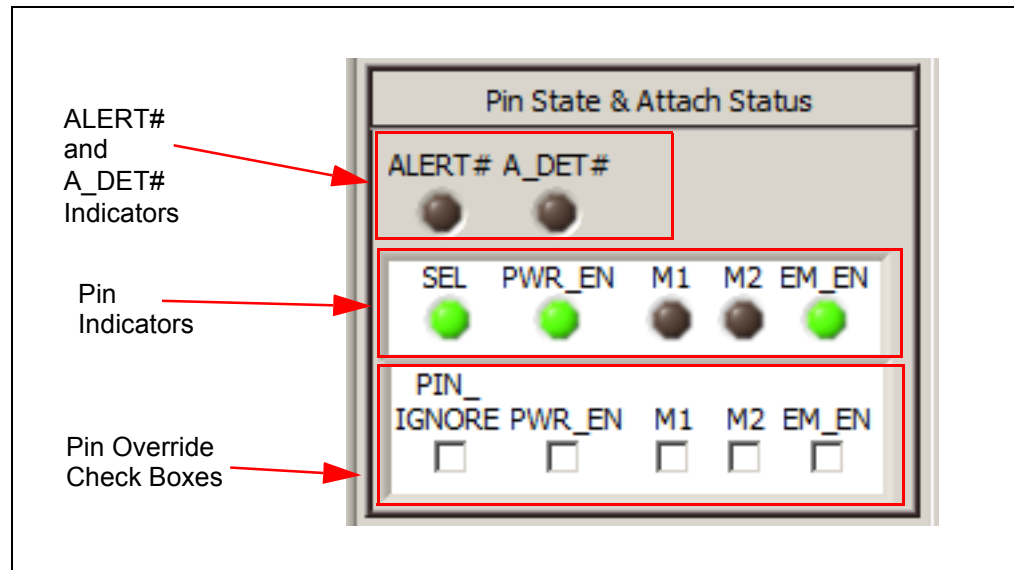 Pin State & Attach Status
ALERT#
and
A_DET#
Indicators
ALERT# A_DET#
Pin
Indicators
SEL PWR_EN M1 M2 EM_EN
Pin Override
Check Boxes
PIN_
IGNORE PWR_EN M1 M2 EM_EN